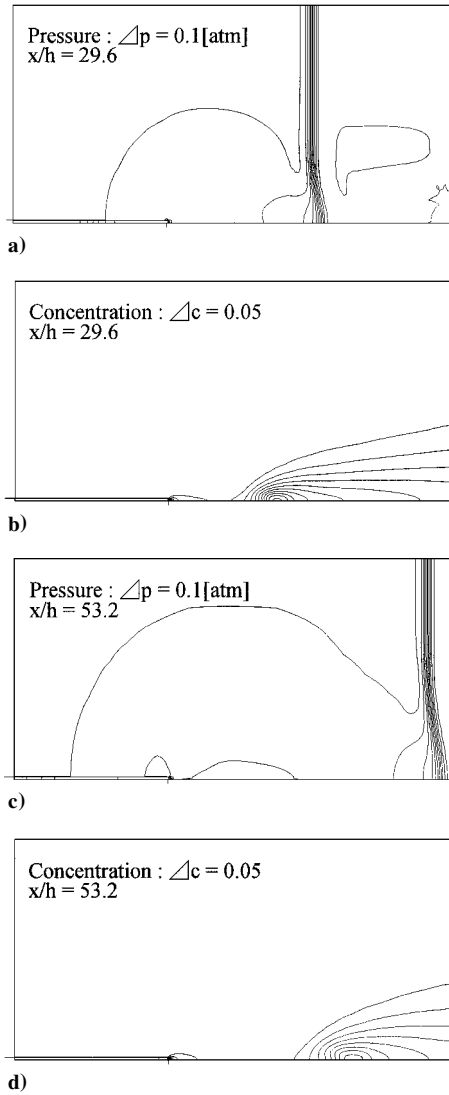 Pressure : ⊿p = 0.1[atm]
x/h = 29.6
a)
Concentration : ⊿c = 0.05
x/h = 29.6
b)
Pressure : ⊿p = 0.1[atm]
x/h = 53.2
c)
Concentration : ⊿c = 0.05
x/h = 53.2
d)